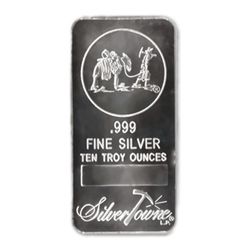 .999
FINE SILVER
TEN TROY OUNCES
SilverTowne
L.P.